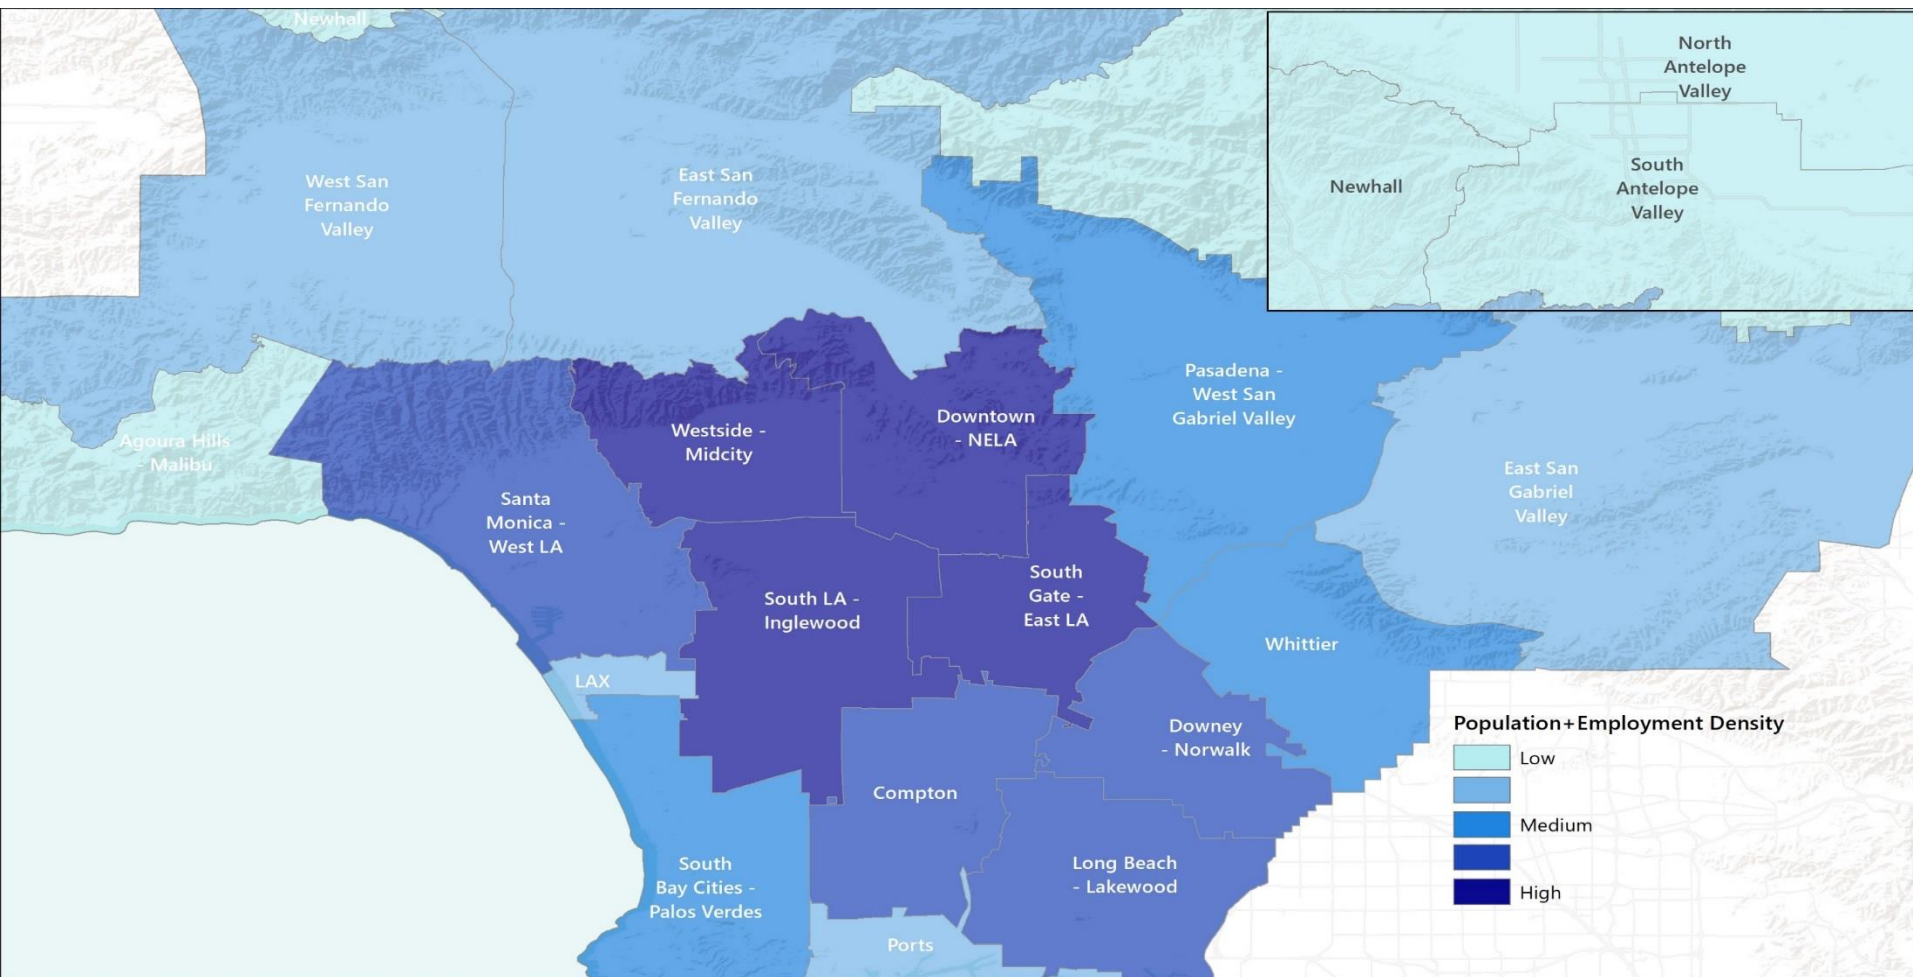 Newhall
North
Antelope
Valley
South
Antelope
Valley
Newhall
West San
Fernando
Valley
East San
Fernando
Valley
Agoura Hills
- Malibu
Santa
Monica -
West LA
Westside -
Midcity
Downtown
- NELA
Pasadena -
West San
Gabriel Valley
East San
Gabriel
Valley
South LA -
Inglewood
South
Gate -
East LA
Whittier
LAX
Downey
- Norwalk
Compton
Long Beach
- Lakewood
South
Bay Cities -
Palos Verdes
Ports
Population+Employment Density
Low
Medium
High